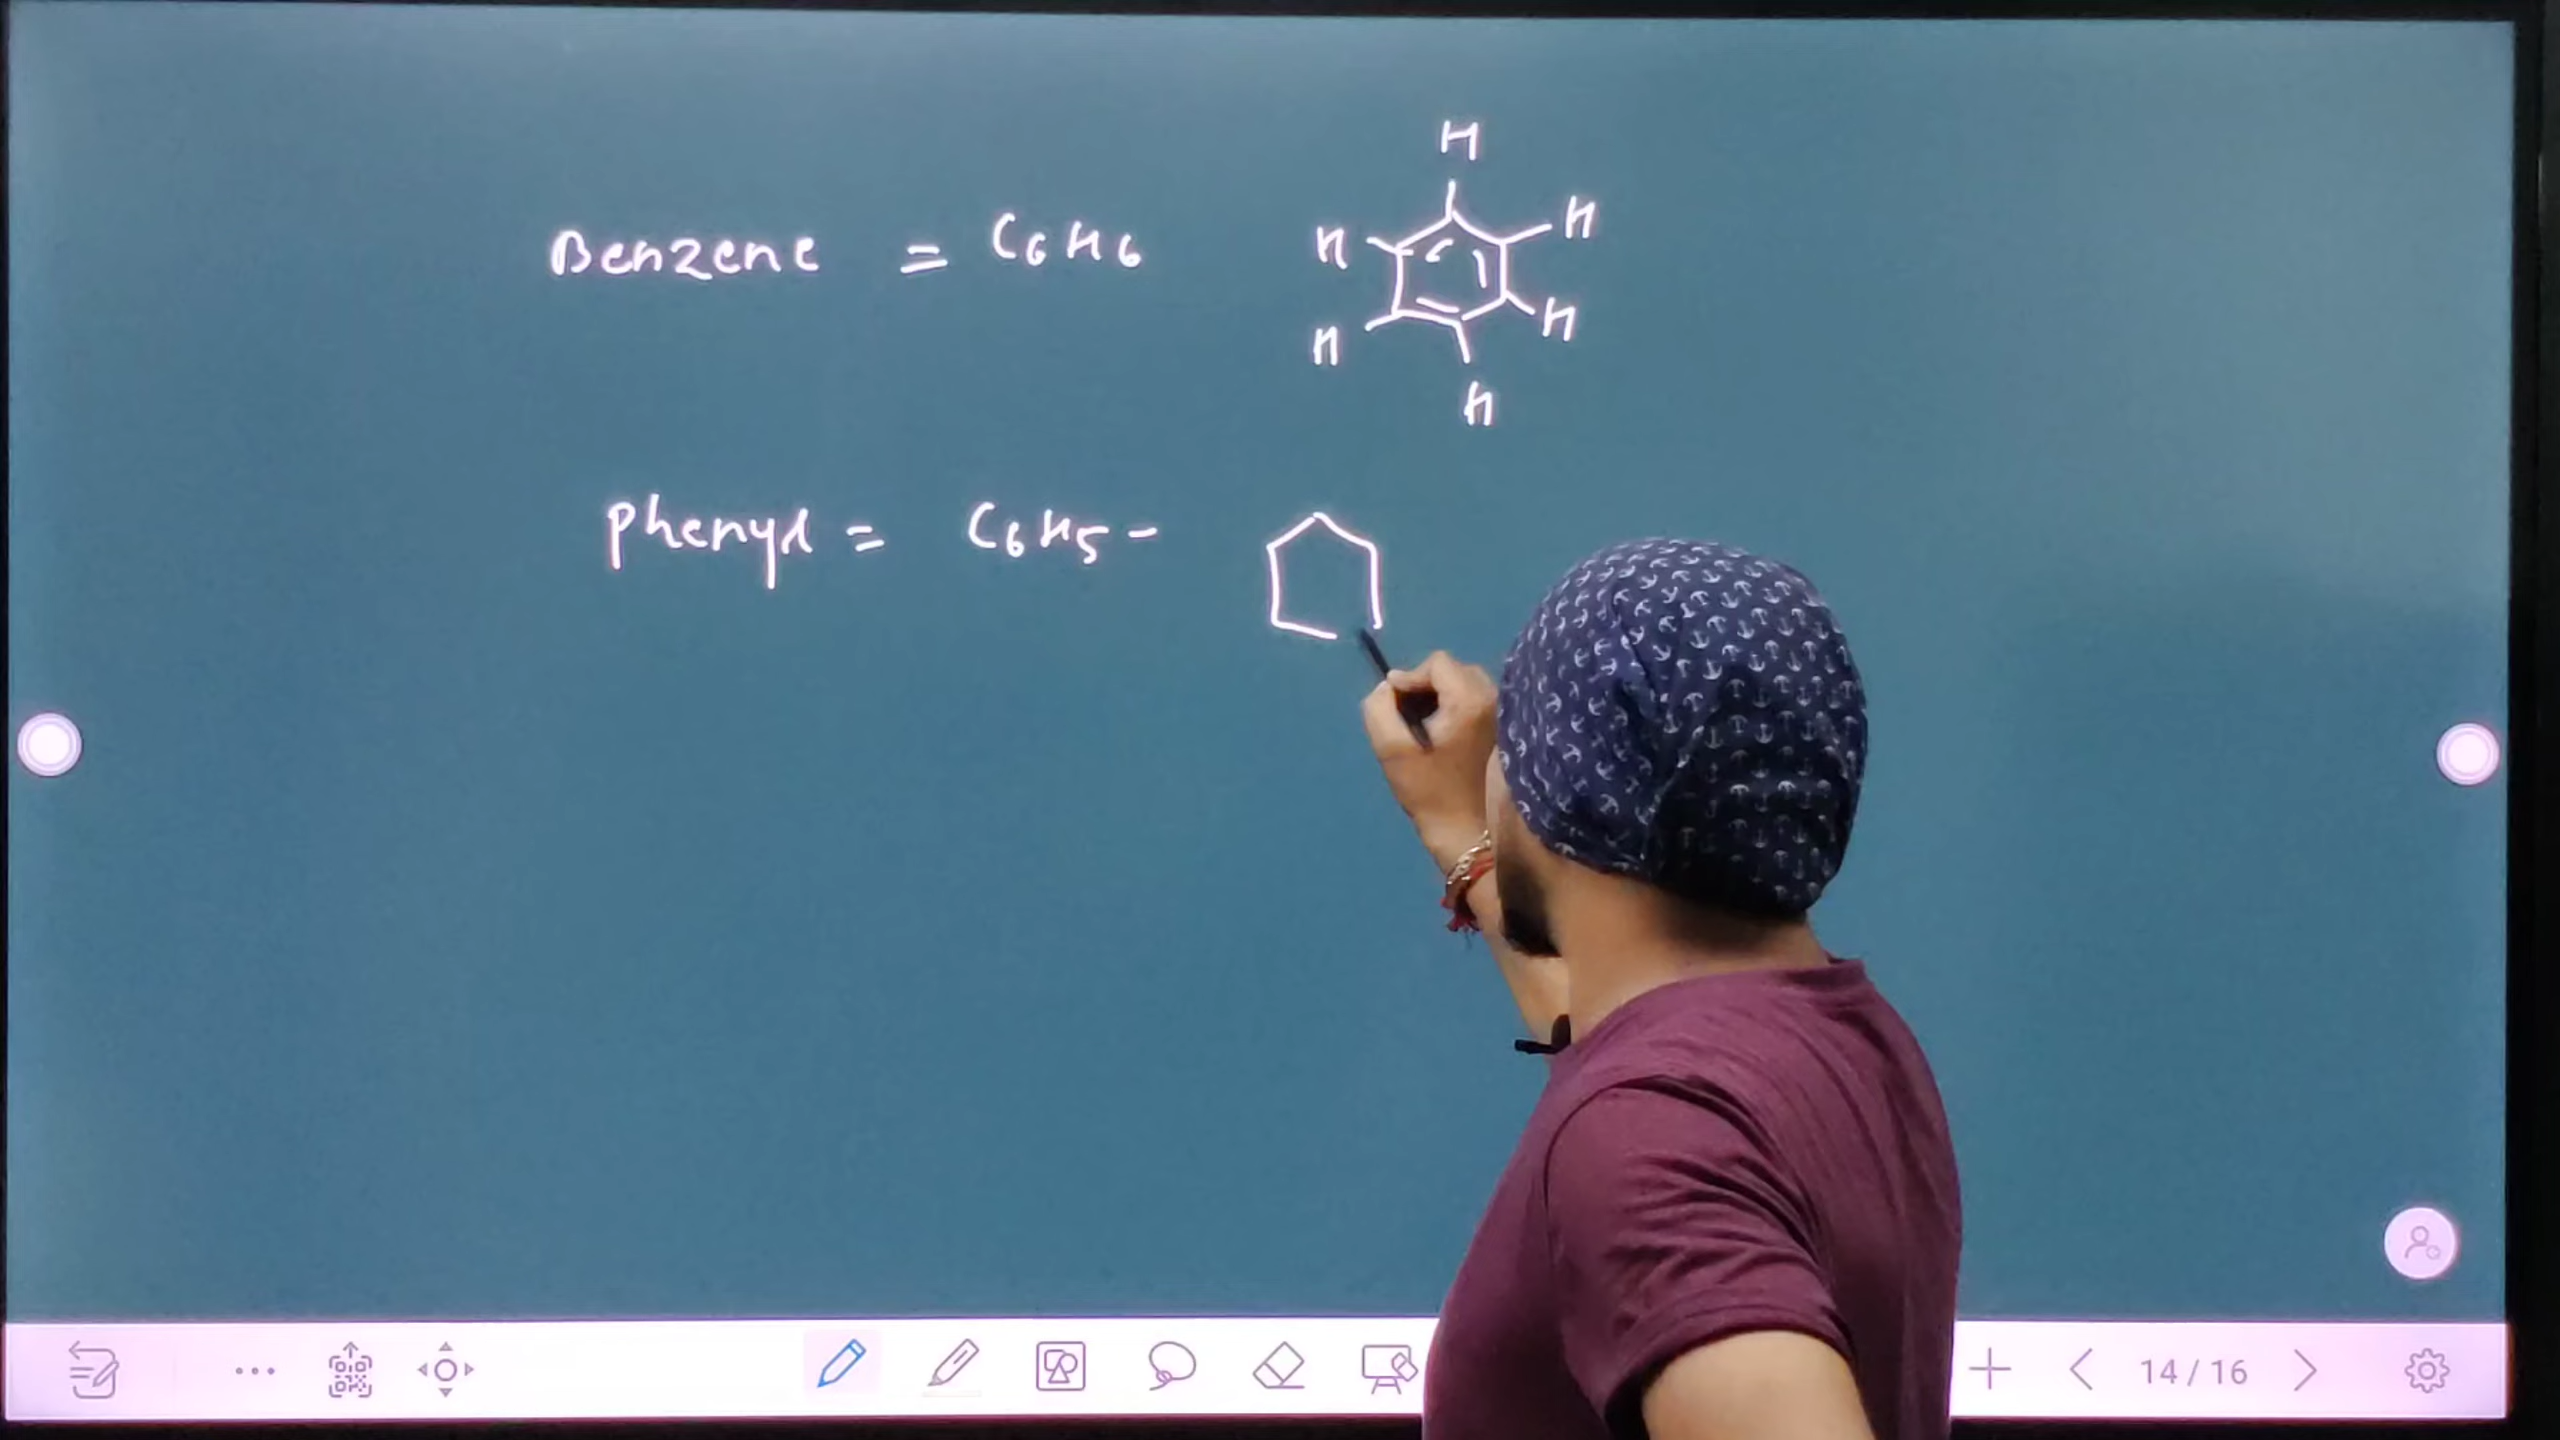 H
Benzene = C6H6 H H
H H
H
Phenyl = C6H5 -
14/16